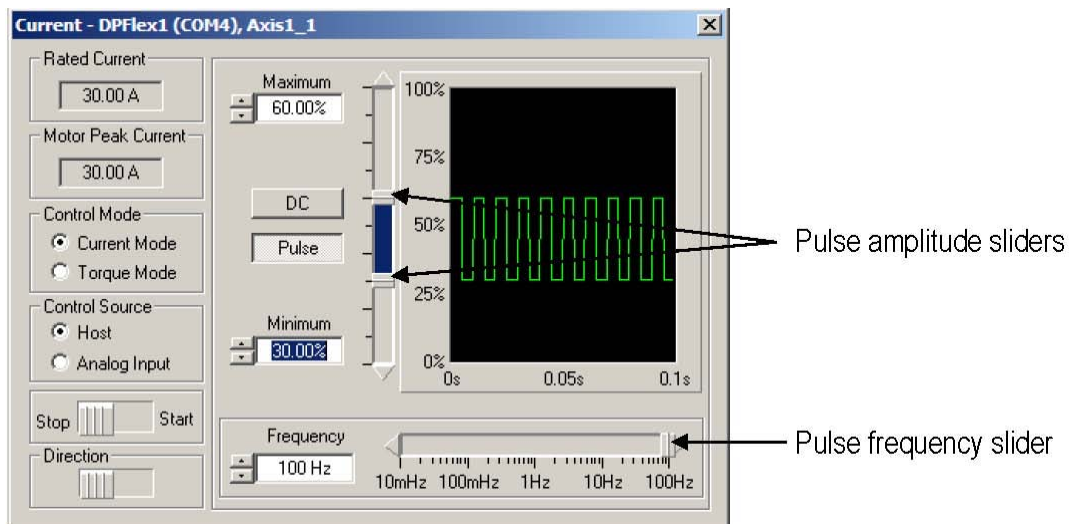 Current - DPFlex1 (COM4), Axis1_1
Rated Current
30.00 A
Motor Peak Current
30.00 A
Control Mode
Current Mode
Torque Mode
Control Source
Host
Analog Input
Stop Start
Direction
Maximum
60.00%
DC
Pulse
Minimum
30.00%
100%
75%
50%
25%
0%
0s 0.05s 0.1s
Frequency
100 Hz
10mHz 100mHz 1Hz 10Hz 100Hz
Pulse amplitude sliders
Pulse frequency slider